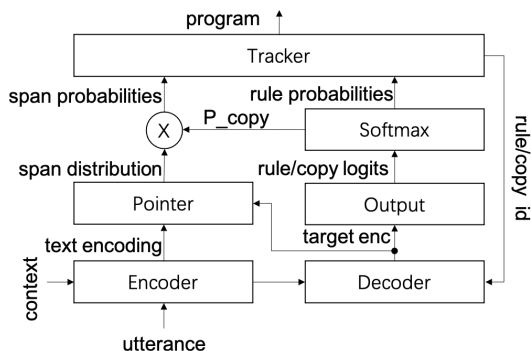 program
Tracker
span probabilities
rule probabilities
X
P_copy
Softmax
span distribution
rule/copy logits
rule/copy id
Pointer
Output
text encoding
target enc
context
Encoder
Decoder
utterance